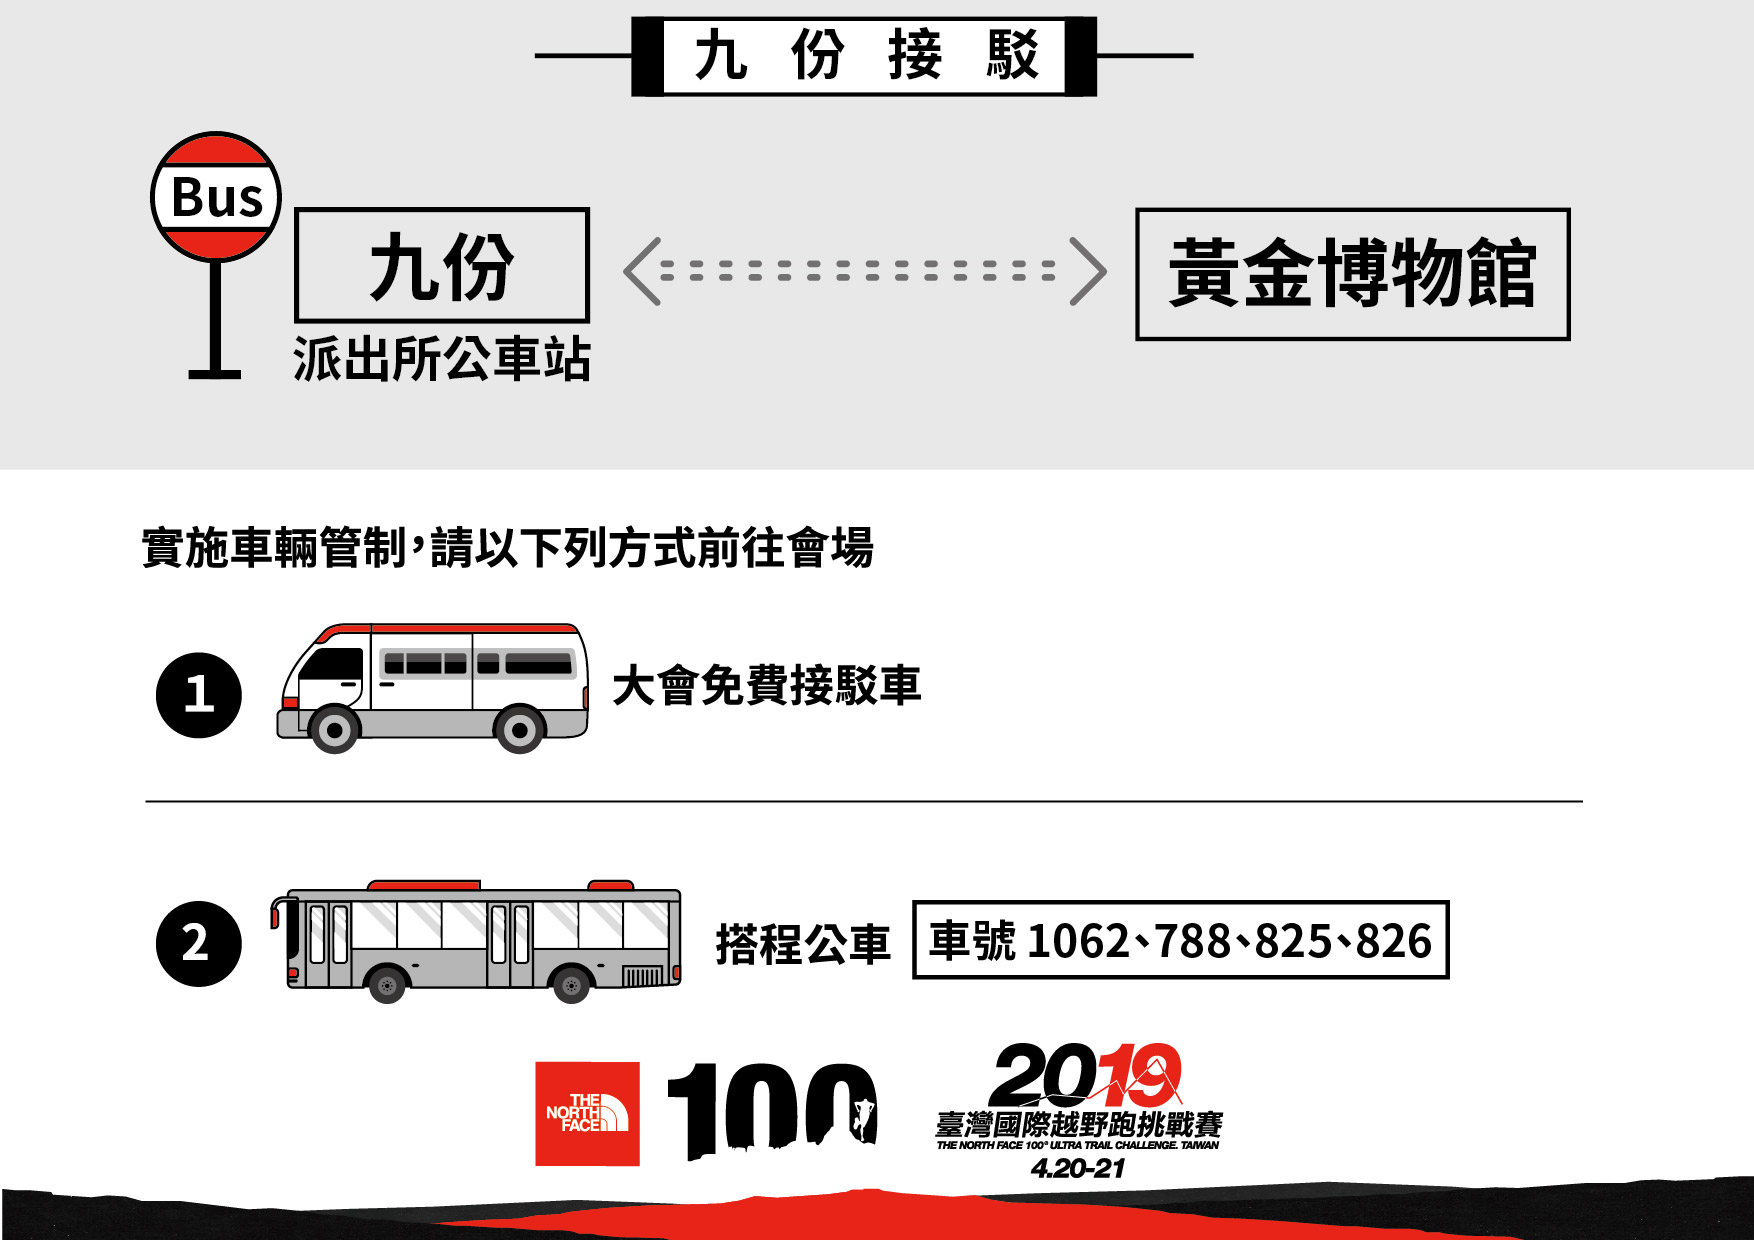 九份接駁
Bus
九份
派出所公車站
黃金博物館
實施車輛管制，請以下列方式前往會場
1
大會免費接駁車
2
搭程公車
車號 1062、788、825、826
THE
NORTH
FACE
100
2019
臺灣國際越野跑挑戰賽
THE NORTH FACE 100® ULTRA TRAIL CHALLENGE. TAIWAN
4.20-21